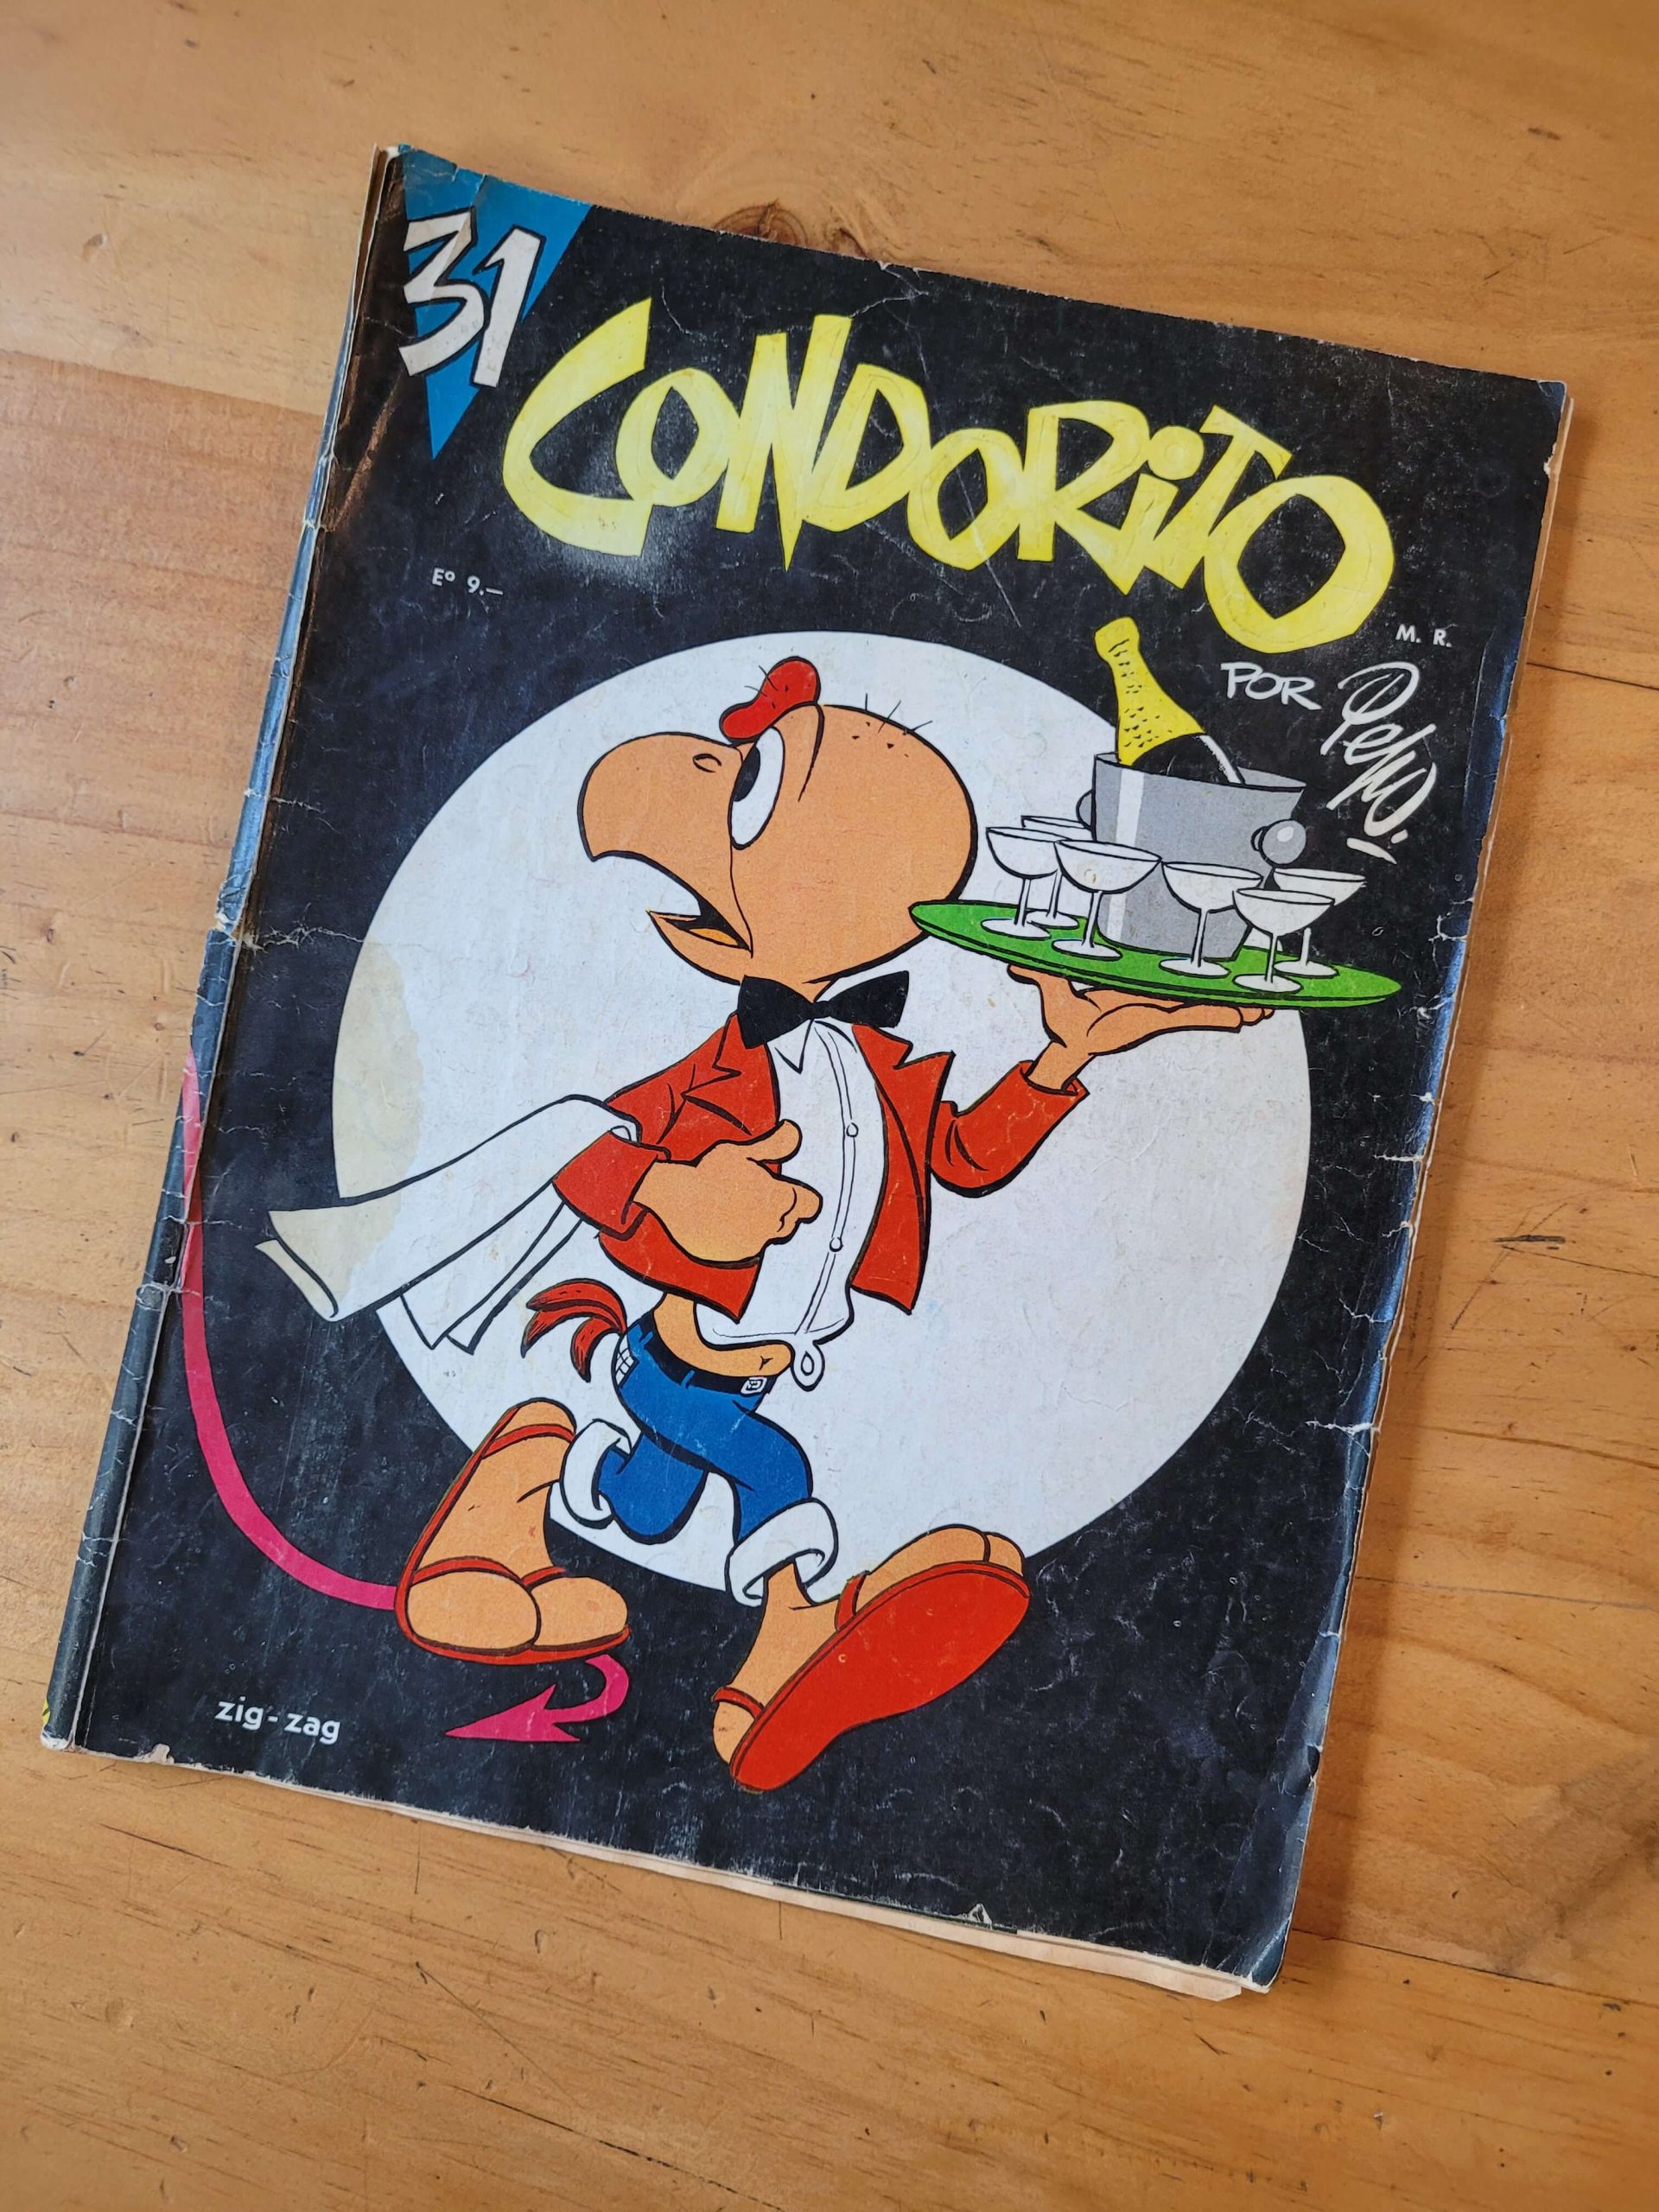 31
CONDORiTO
Eº 9.—
M. R.
POR Pepo.
zig-zag